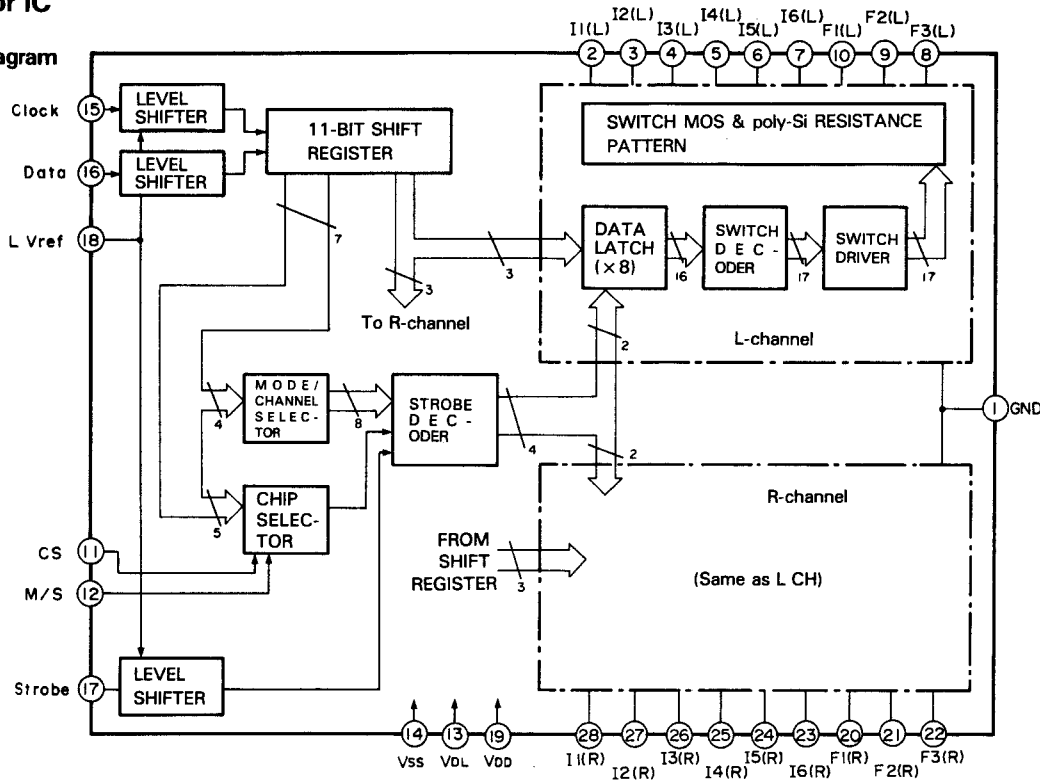 or IC
agram
I1(L)
I2(L)
I3(L)
I4(L)
I5(L)
I6(L)
F1(L)
F2(L)
F3(L)
2
3
4
5
6
7
10
9
8
Clock
15
LEVEL
SHIFTER
Data
16
LEVEL
SHIFTER
11-BIT SHIFT
REGISTER
SWITCH MOS & poly-Si RESISTANCE
PATTERN
L Vref
18
7
3
To R-channel
3
DATA
LATCH
(×8)
16
SWITCH
DEC-
ODER
17
SWITCH
DRIVER
17
2
L-channel
4
MODE/
CHANNEL
SELEC-
TOR
8
STROBE
DEC-
ODER
4
2
1
GND
5
CHIP
SELEC-
TOR
R-channel
CS
11
M/S
12
FROM
SHIFT
REGISTER
3
(Same as L CH)
Strobe
17
LEVEL
SHIFTER
14
13
19
VSS
VDL
VDD
28
27
26
25
24
23
20
21
22
I1(R)
I2(R)
I3(R)
I4(R)
I5(R)
I6(R)
F1(R)
F2(R)
F3(R)